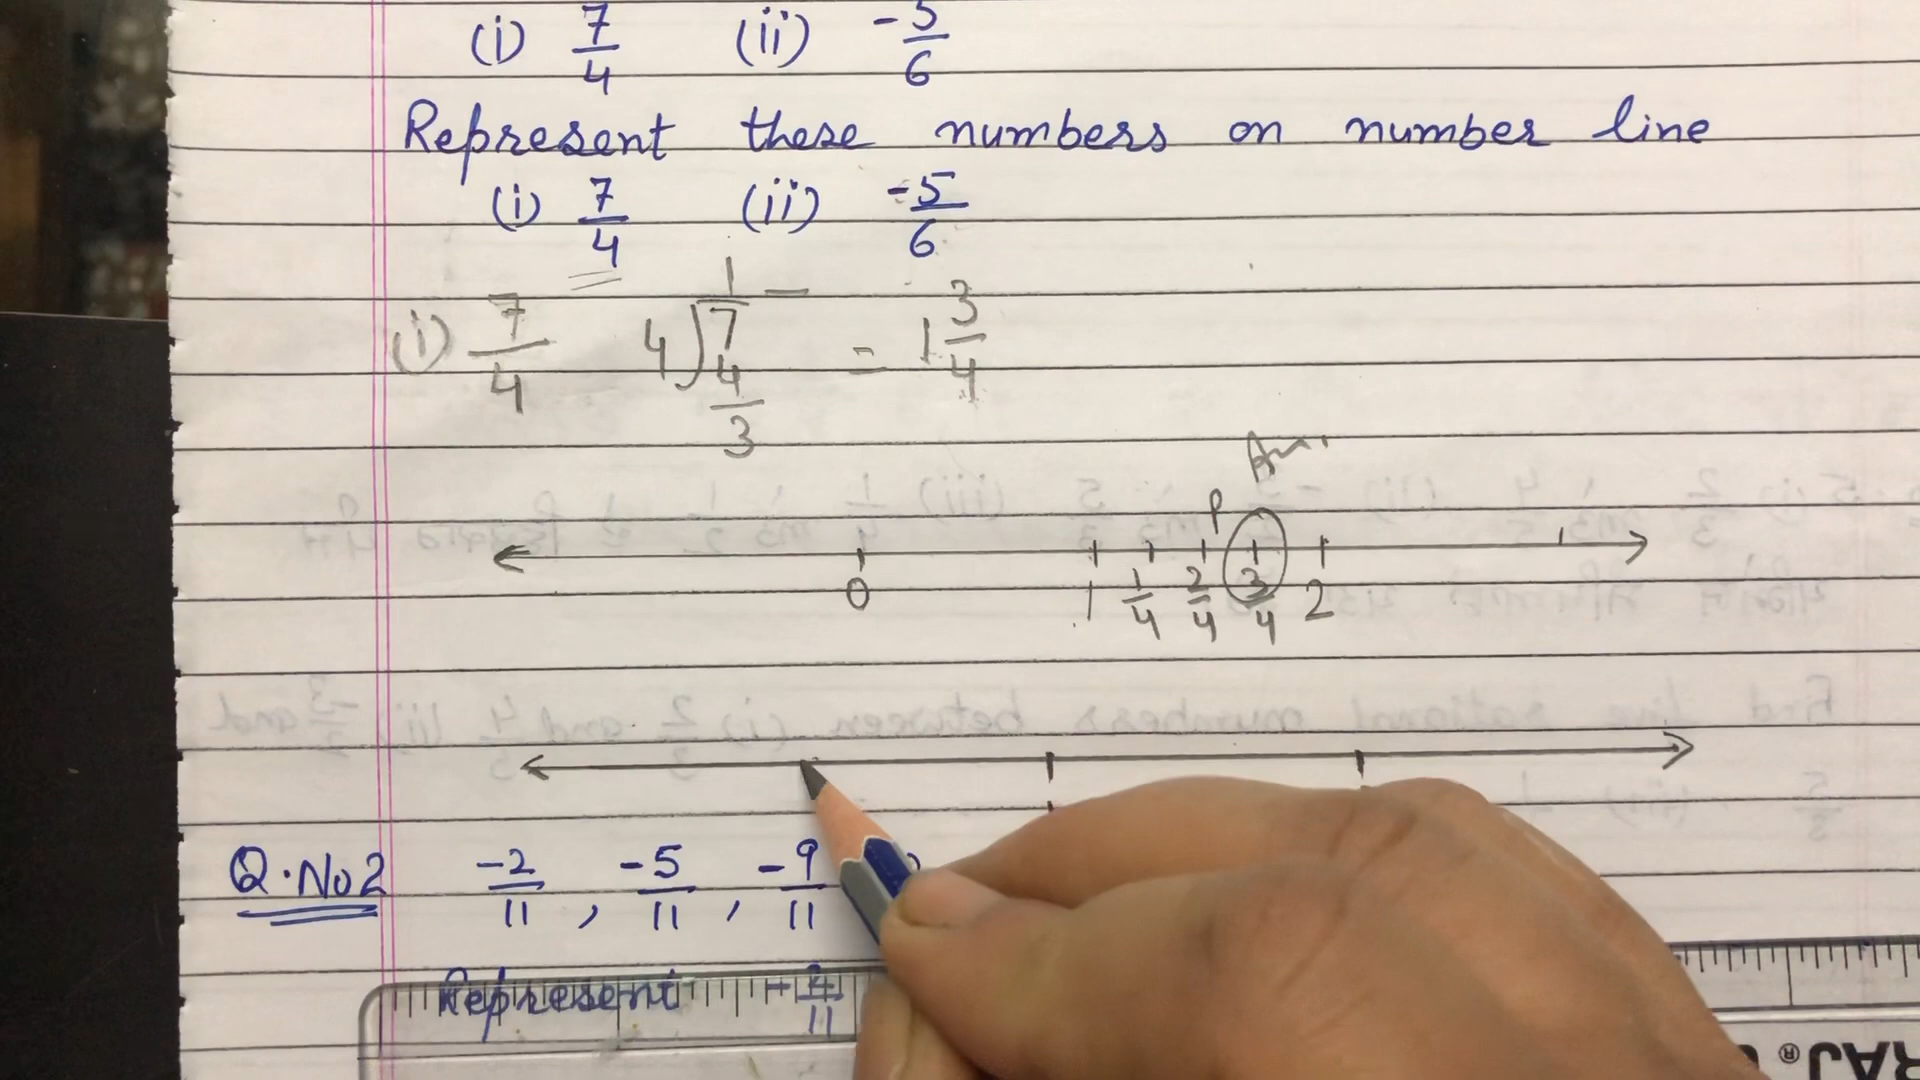 (i) 7/4 (ii) -5/6
Represent these numbers on number line
(i) 7/4 (ii) -5/6
(i) 7/4 4)7 1 4 3 = 1 3/4
Ans.
P
0 1 1/4 2/4 3/4 2
Q.No 2 -2/11 , -5/11 , -9/11
Represent